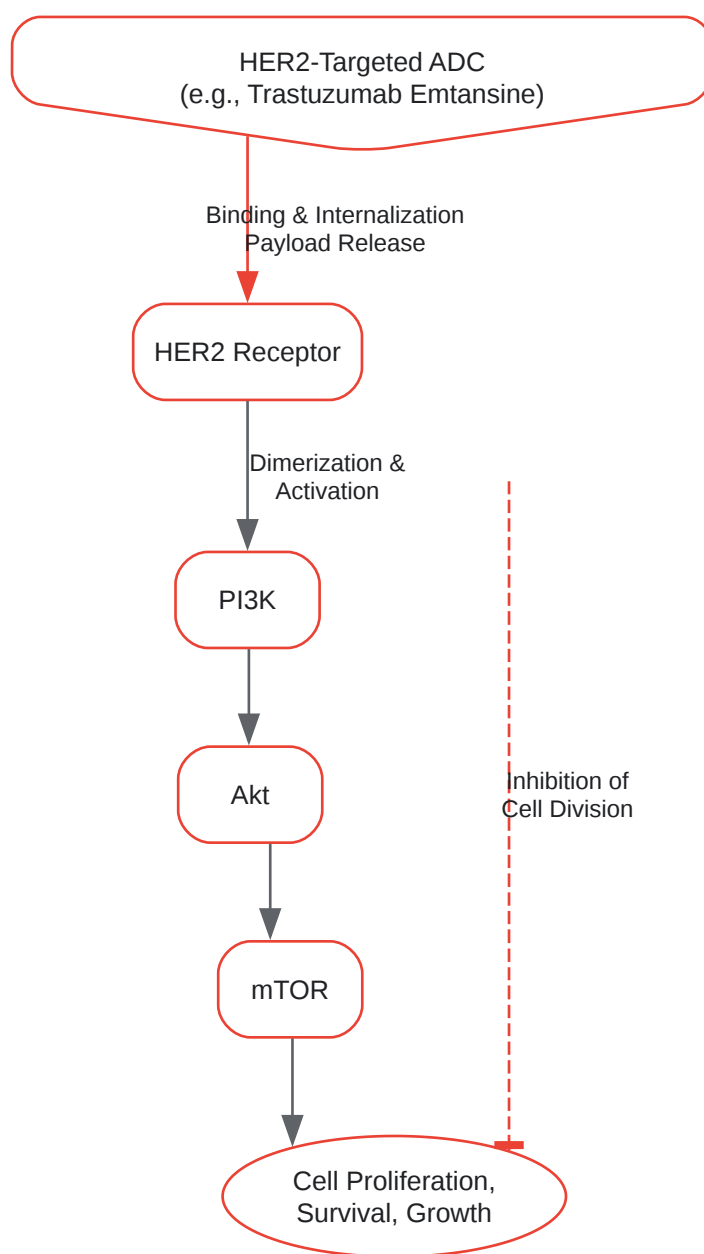 HER2-Targeted ADC
(e.g., Trastuzumab Emtansine)
Binding & Internalization
Payload Release
HER2 Receptor
Dimerization &
Activation
PI3K
Akt
Inhibition of
Cell Division
mTOR
Cell Proliferation,
Survival, Growth